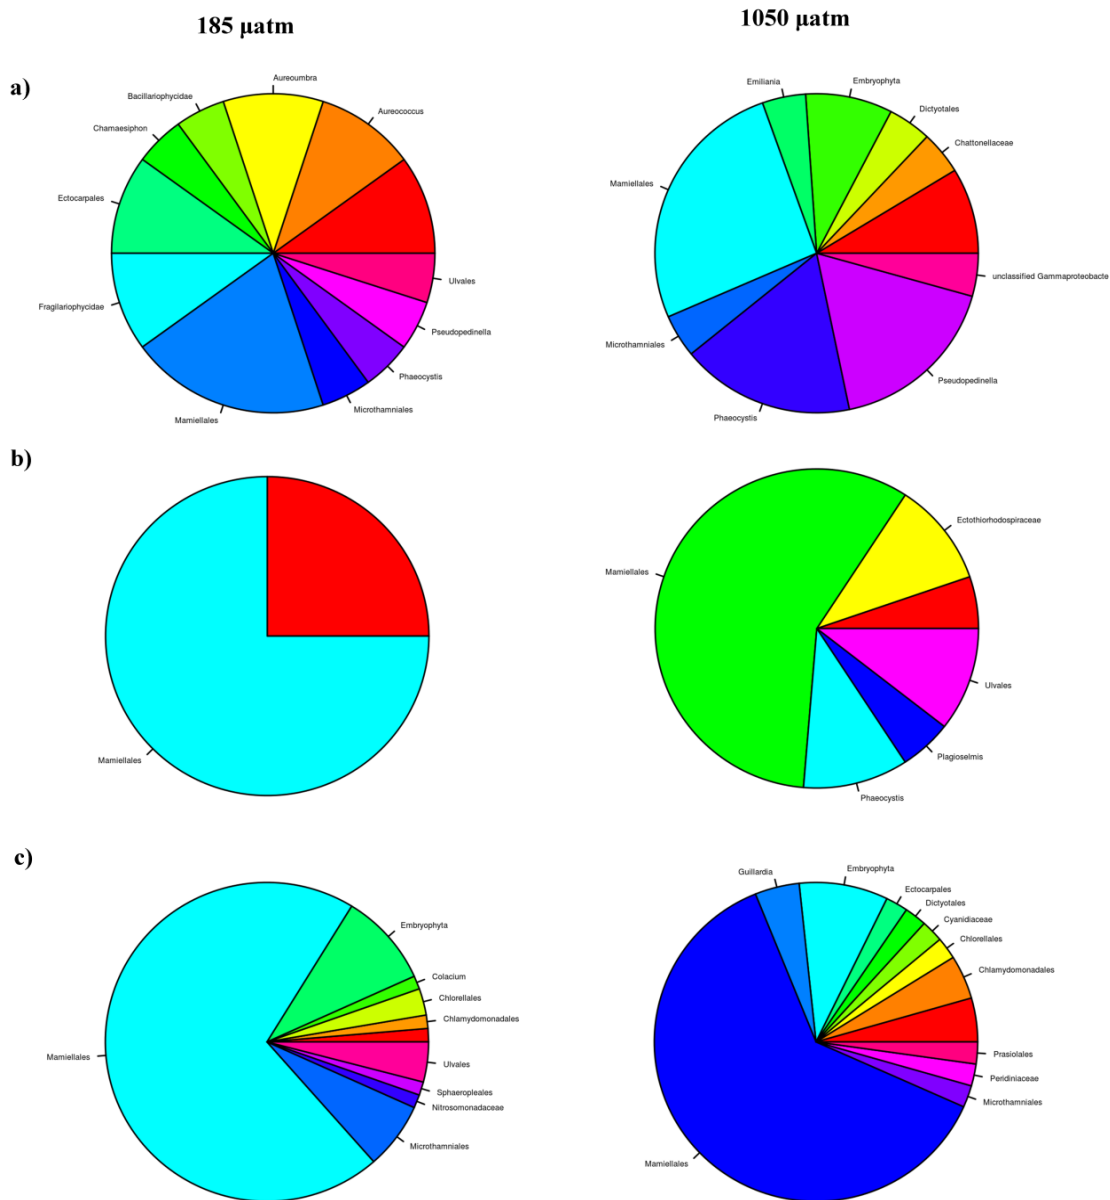 185 µatm
1050 µatm
a)
Aureoumbra
Bacillariophycidae
Aureococcus
Chamaesiphon
Ectocarpales
Fragilariophycidae
Mamiellales
Microthamniales
Phaeocystis
Pseudopedinella
Ulvales
Emiliania
Embryophyta
Dictyotales
Chattonellaceae
Mamiellales
unclassified Gammaproteobacte
Microthamniales
Pseudopedinella
Phaeocystis
b)
Mamiellales
Ectothiorhodospiraceae
Mamiellales
Ulvales
Plagioselmis
Phaeocystis
c)
Embryophyta
Colacium
Chlorellales
Chlamydomonadales
Mamiellales
Ulvales
Sphaeropleales
Nitrosomonadaceae
Microthamniales
Guillardia
Embryophyta
Ectocarpales
Dictyotales
Cyanidiaceae
Chlorellales
Chlamydomonadales
Prasiolales
Peridiniaceae
Microthamniales
Mamiellales